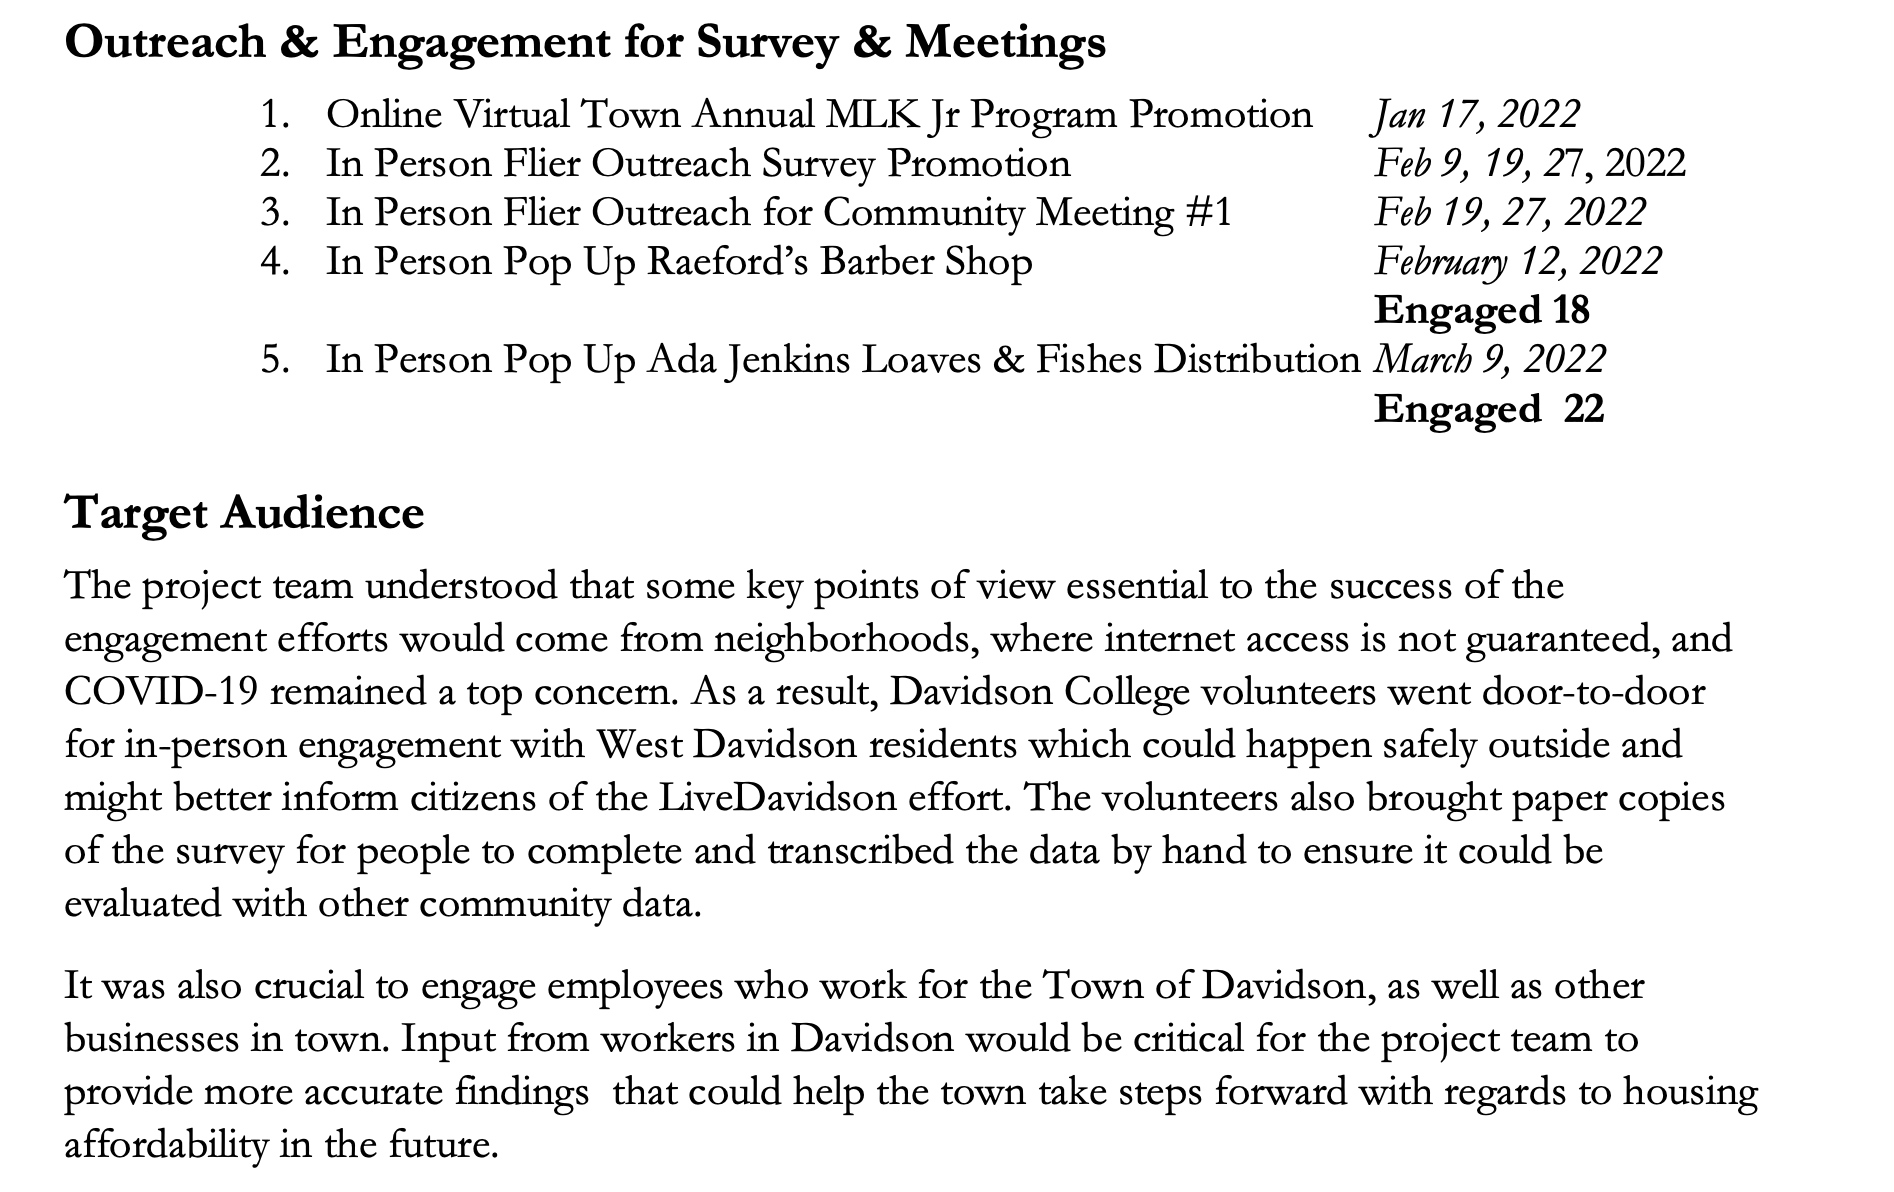 Outreach & Engagement for Survey & Meetings
1. Online Virtual Town Annual MLK Jr Program Promotion Jan 17, 2022
2. In Person Flier Outreach Survey Promotion Feb 9, 19, 27, 2022
3. In Person Flier Outreach for Community Meeting #1 Feb 19, 27, 2022
4. In Person Pop Up Raeford’s Barber Shop February 12, 2022
Engaged 18
5. In Person Pop Up Ada Jenkins Loaves & Fishes Distribution March 9, 2022
Engaged  22
Target Audience
The project team understood that some key points of view essential to the success of the
engagement efforts would come from neighborhoods, where internet access is not guaranteed, and
COVID-19 remained a top concern. As a result, Davidson College volunteers went door-to-door
for in-person engagement with West Davidson residents which could happen safely outside and
might better inform citizens of the LiveDavidson effort. The volunteers also brought paper copies
of the survey for people to complete and transcribed the data by hand to ensure it could be
evaluated with other community data.
It was also crucial to engage employees who work for the Town of Davidson, as well as other
businesses in town. Input from workers in Davidson would be critical for the project team to
provide more accurate findings  that could help the town take steps forward with regards to housing
affordability in the future.